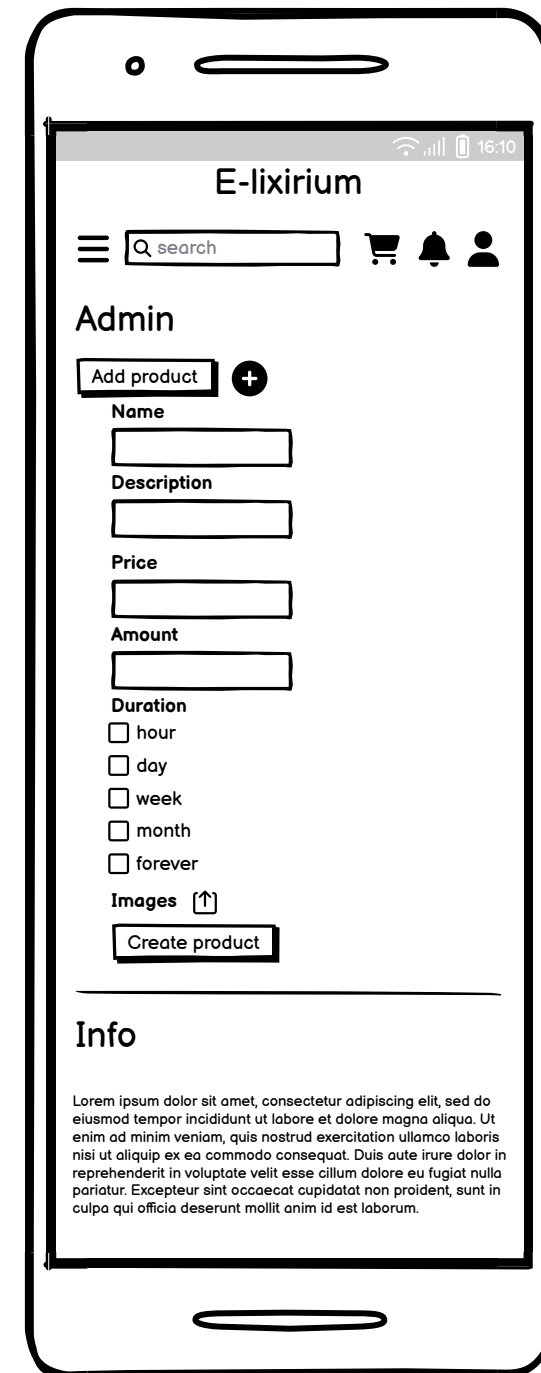 16:10
E-lixirium
search
Admin
Add product
Name
Description
Price
Amount
Duration
hour
day
week
month
forever
Images
Create product
Info
Lorem ipsum dolor sit amet, consectetur adipiscing elit, sed do
eiusmod tempor incididunt ut labore et dolore magna aliqua. Ut
enim ad minim veniam, quis nostrud exercitation ullamco laboris
nisi ut aliquip ex ea commodo consequat. Duis aute irure dolor in
reprehenderit in voluptate velit esse cillum dolore eu fugiat nulla
pariatur. Excepteur sint occaecat cupidatat non proident, sunt in
culpa qui officia deserunt mollit anim id est laborum.